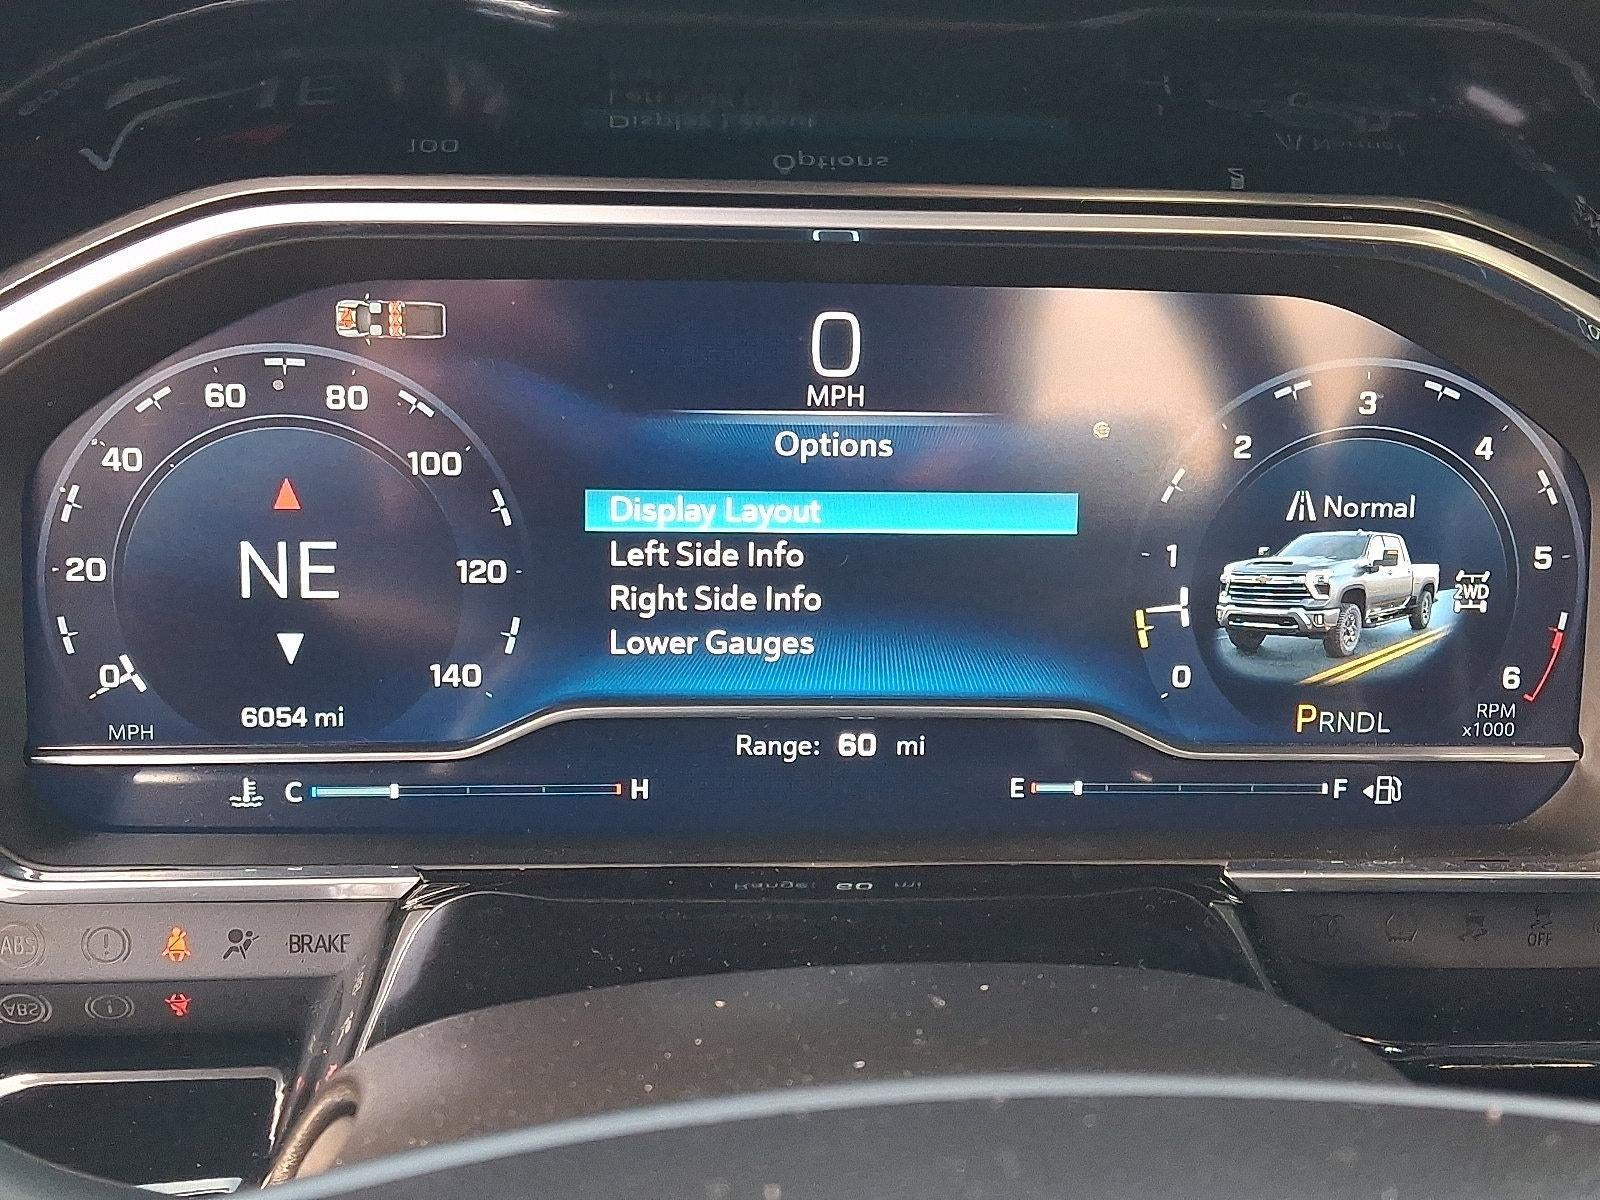 0
MPH
Options
Display Layout
Left Side Info
Right Side Info
Lower Gauges
0 20 40 60 80 100 120 140
NE
6054 mi
MPH
0 1 2 3 4 5 6
Normal
2WD
PRNDL
RPM
x1000
Range: 60 mi
C H
E F
ABS
BRAKE
OFF